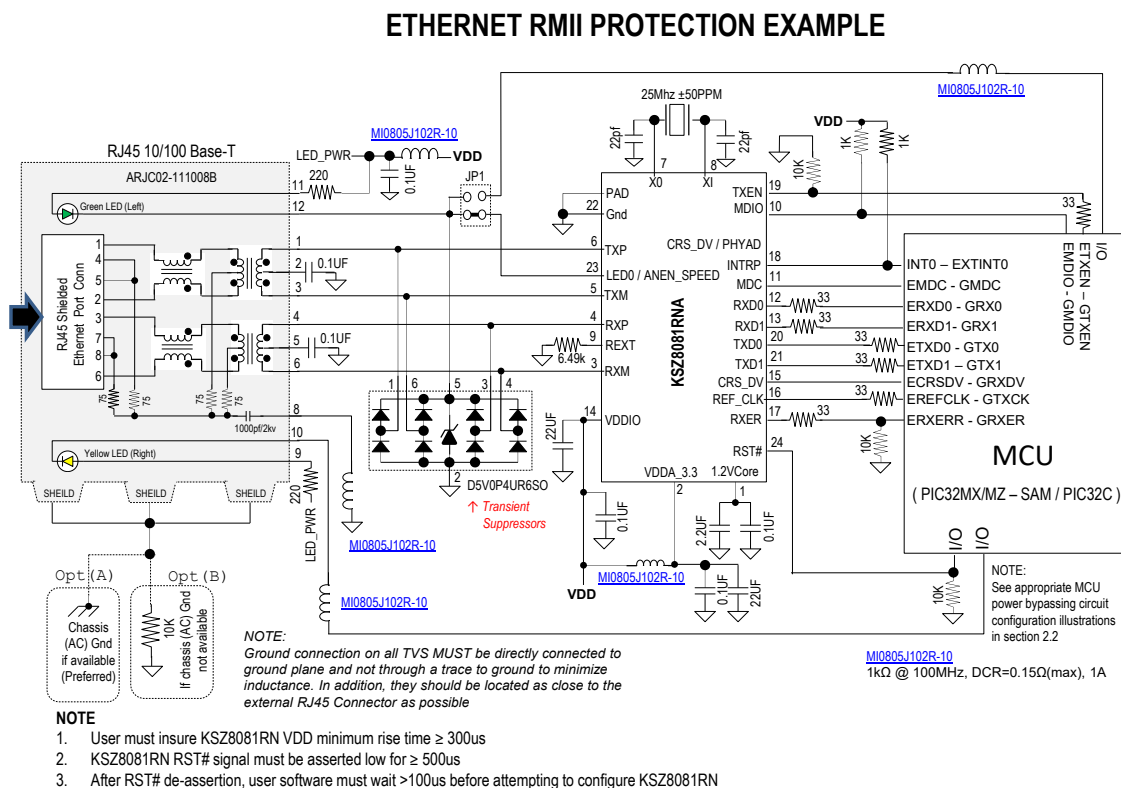 ETHERNET RMII PROTECTION EXAMPLE
MI0805J102R-10
25Mhz ±50PPM
22pf
22pf
7
8
X0
XI
VDD
1K
1K
10K
MI0805J102R-10
LED_PWR
VDD
0.1UF
RJ45 10/100 Base-T
ARJC02-111008B
11
220
12
Green LED (Left)
JP1
RJ45 Shielded
Ethernet Port Conn
1
4
5
2
3
7
8
6
1
2
0.1UF
3
4
5
0.1UF
6
75
75
75
75
1000pf/2kv
8
10
9
Yellow LED (Right)
220
LED_PWR
SHEILD
SHEILD
SHEILD
PAD
22
Gnd
6
TXP
23
LED0 / ANEN_SPEED
5
TXM
4
RXP
9
REXT
6.49k
3
RXM
14
VDDIO
22UF
KSZ8081RNA
TXEN
19
MDIO
10
CRS_DV / PHYAD
INTRP
18
MDC
11
RXD0
12
33
RXD1
13
33
TXD0
20
33
TXD1
21
33
CRS_DV
15
REF_CLK
16
33
RXER
17
33
RST#
24
10K
VDDA_3.3
1.2VCore
2
1
33
I/O
ETXEN – GTXEN
EMDIO - GMDIO
INT0 – EXTINT0
EMDC - GMDC
ERXD0 - GRX0
ERXD1- GRX1
ETXD0 - GTX0
ETXD1 – GTX1
ECRSDV - GRXDV
EREFCLK - GTXCK
ERXERR - GRXER
MCU
( PIC32MX/MZ – SAM / PIC32C )
I/O
I/O
1
6
5
3
4
2
D5V0P4UR6SO
↑ Transient
Suppressors
0.1UF
2.2UF
0.1UF
MI0805J102R-10
VDD
0.1UF
22UF
10K
NOTE:
See appropriate MCU
power bypassing circuit
configuration illustrations
in section 2.2
MI0805J102R-10
MI0805J102R-10
MI0805J102R-10
1kΩ @ 100MHz, DCR=0.15Ω(max), 1A
Opt(A)
Chassis
(AC) Gnd
if available
(Preferred)
Opt(B)
10K
If chassis (AC) Gnd
not available
NOTE:
Ground connection on all TVS MUST be directly connected to
ground plane and not through a trace to ground to minimize
inductance. In addition, they should be located as close to the
external RJ45 Connector as possible
NOTE
1. User must insure KSZ8081RN VDD minimum rise time ≥ 300us
2. KSZ8081RN RST# signal must be asserted low for ≥ 500us
3. After RST# de-assertion, user software must wait >100us before attempting to configure KSZ8081RN